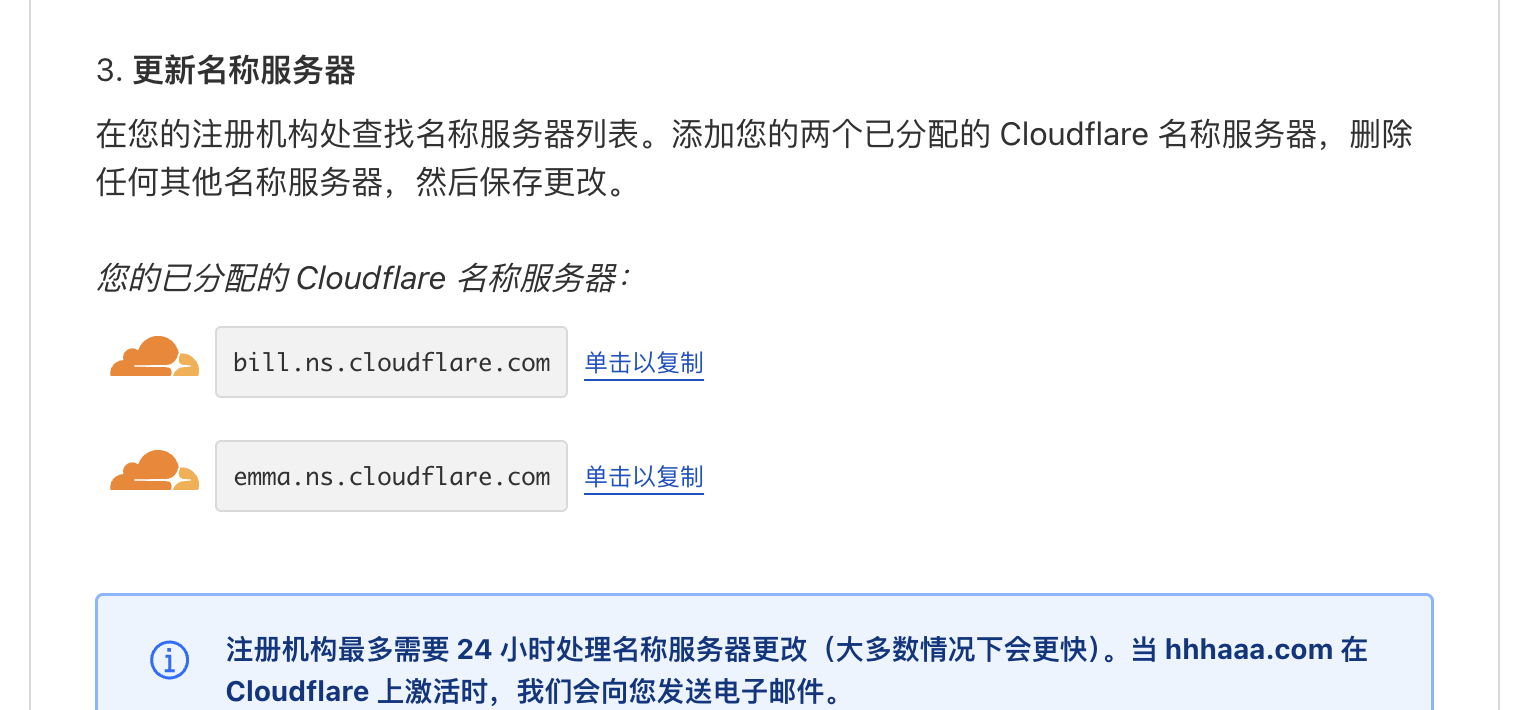 3. 更新名称服务器
在您的注册机构处查找名称服务器列表。添加您的两个已分配的 Cloudflare 名称服务器，删除
任何其他名称服务器，然后保存更改。
您的已分配的 Cloudflare 名称服务器：
bill.ns.cloudflare.com 单击以复制
emma.ns.cloudflare.com 单击以复制
注册机构最多需要 24 小时处理名称服务器更改（大多数情况下会更快）。当 hhhaaa.com 在
Cloudflare 上激活时，我们会向您发送电子邮件。